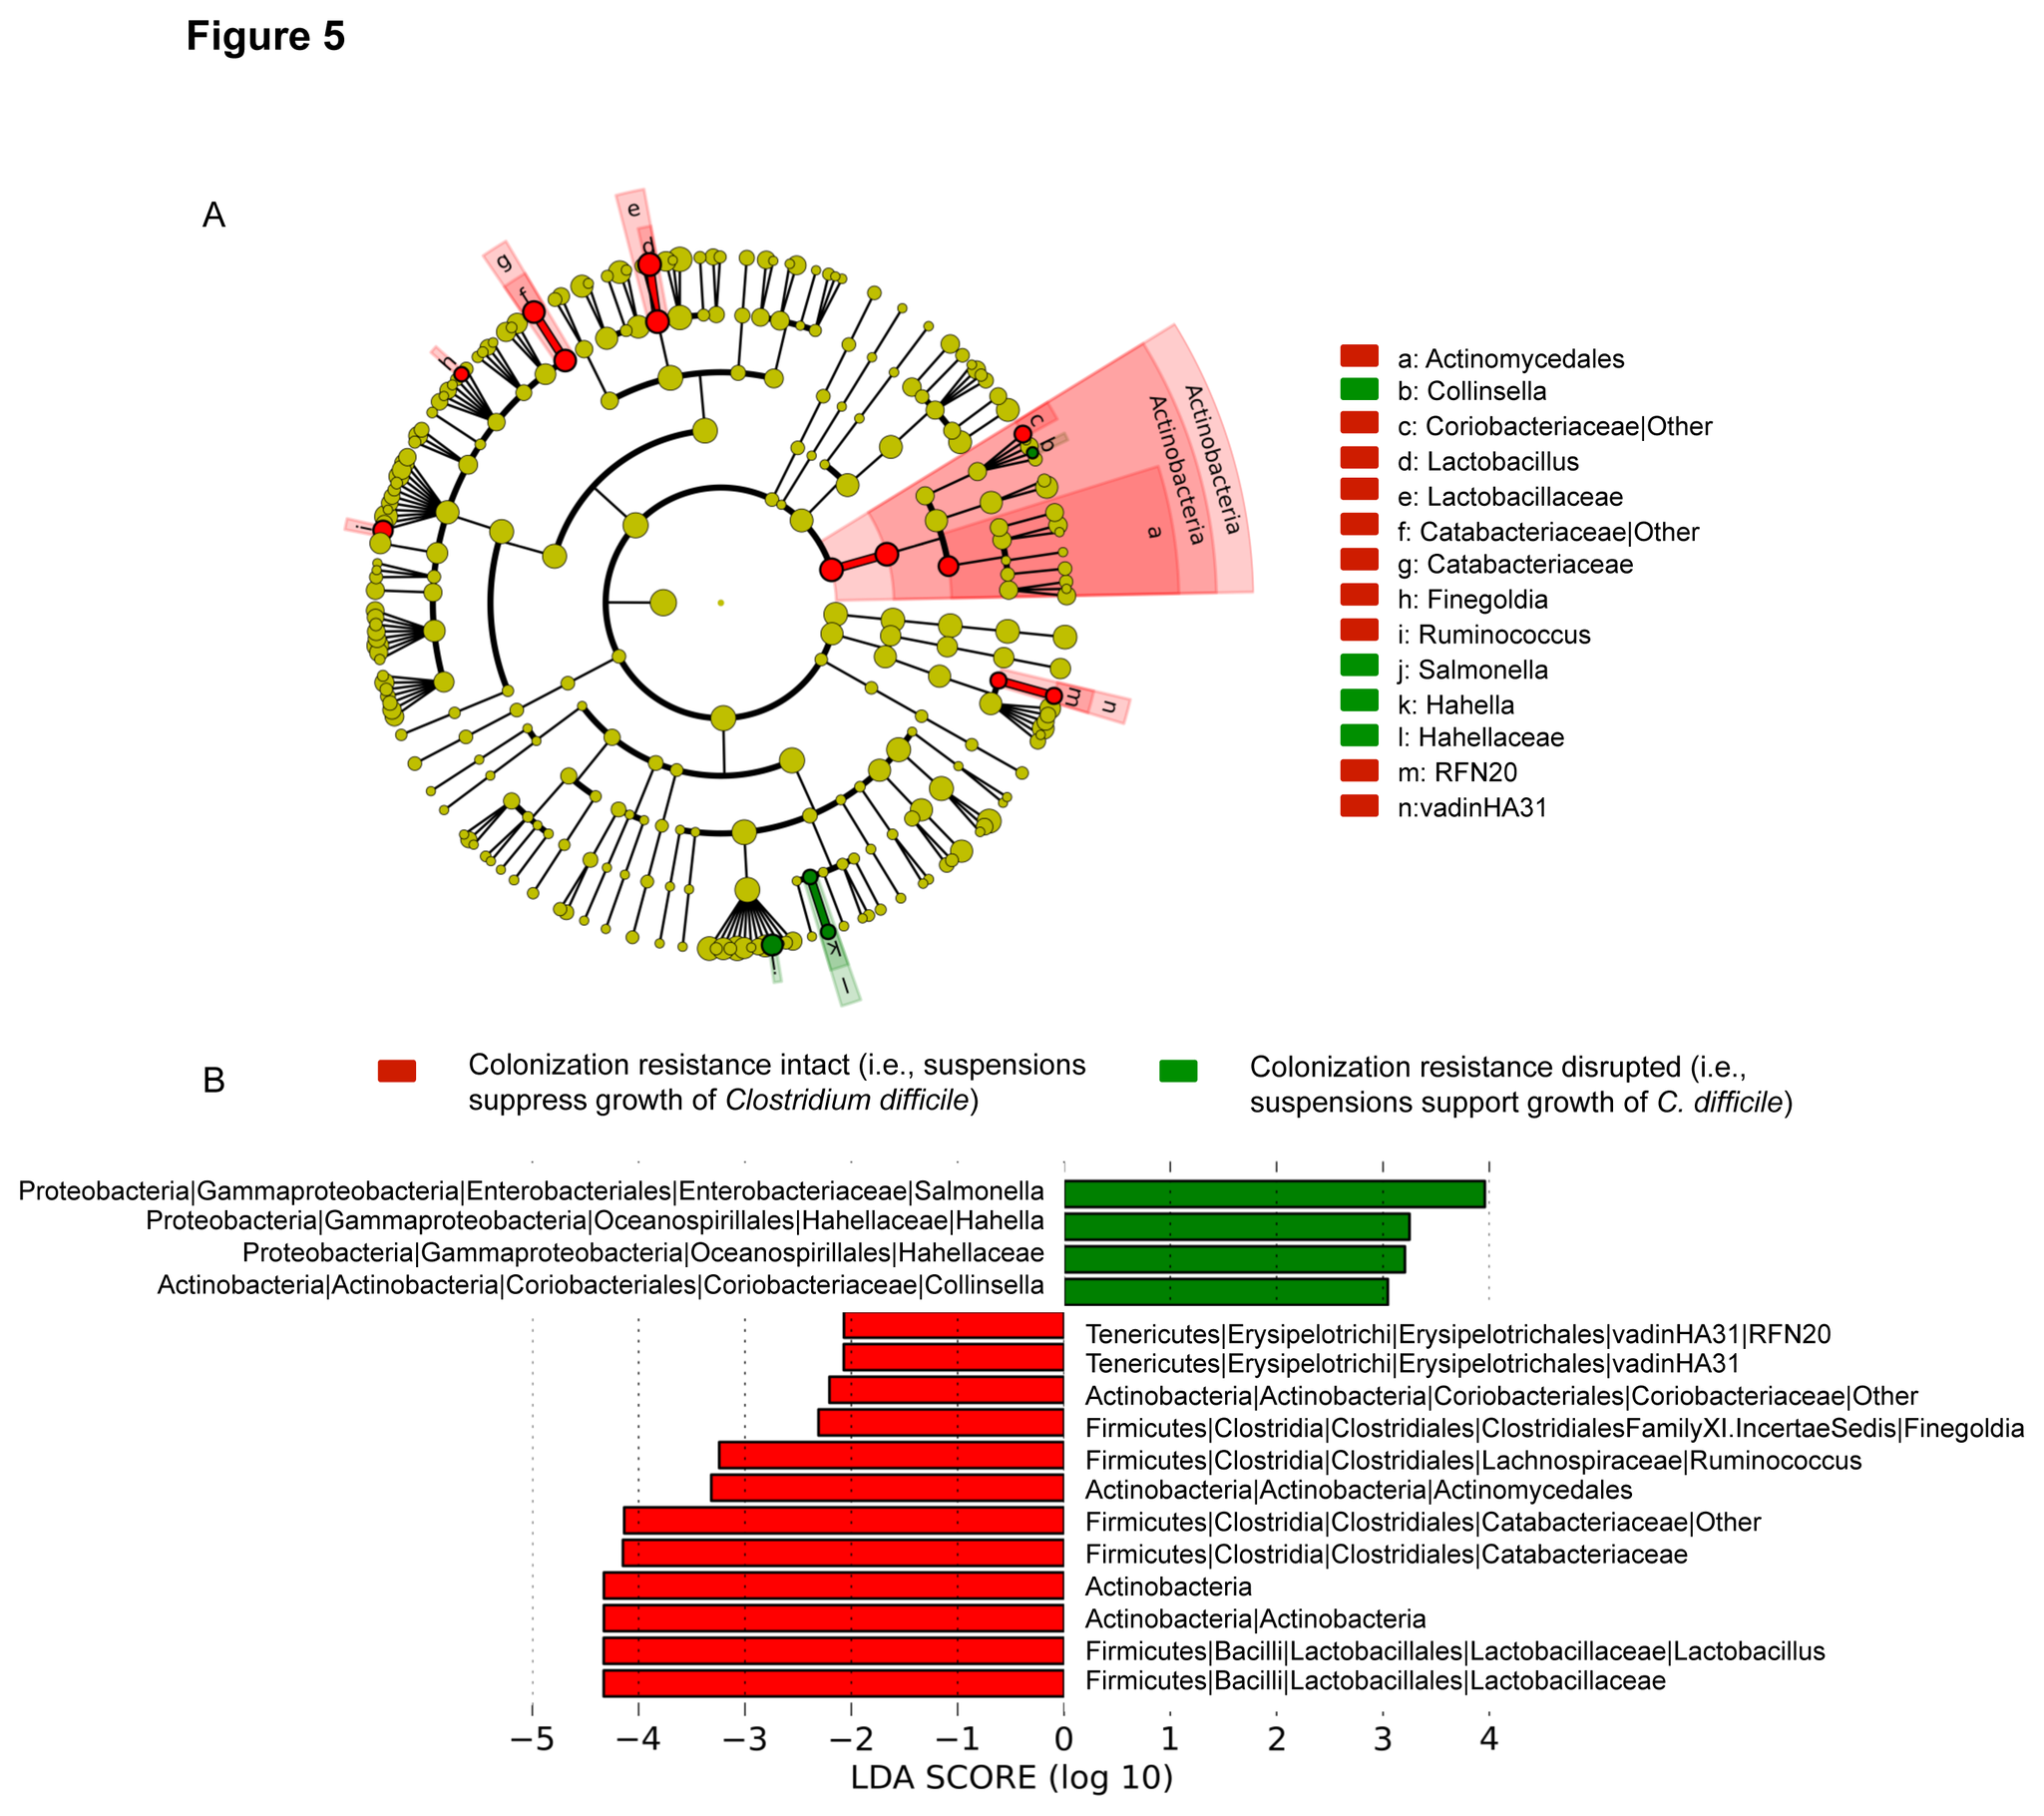 Figure 5
A
e
d
g
f
h
i
c
b
a
Actinobacteria
Actinobacteria
m
n
j
k
l
a: Actinomycedales
b: Collinsella
c: Coriobacteriaceae|Other
d: Lactobacillus
e: Lactobacillaceae
f: Catabacteriaceae|Other
g: Catabacteriaceae
h: Finegoldia
i: Ruminococcus
j: Salmonella
k: Hahella
l: Hahellaceae
m: RFN20
n:vadinHA31
B
Colonization resistance intact (i.e., suspensions
suppress growth of Clostridium difficile)
Colonization resistance disrupted (i.e.,
suspensions support growth of C. difficile)
Proteobacteria|Gammaproteobacteria|Enterobacteriales|Enterobacteriaceae|Salmonella
Proteobacteria|Gammaproteobacteria|Oceanospirillales|Hahellaceae|Hahella
Proteobacteria|Gammaproteobacteria|Oceanospirillales|Hahellaceae
Actinobacteria|Actinobacteria|Coriobacteriales|Coriobacteriaceae|Collinsella
Tenericutes|Erysipelotrichi|Erysipelotrichales|vadinHA31|RFN20
Tenericutes|Erysipelotrichi|Erysipelotrichales|vadinHA31
Actinobacteria|Actinobacteria|Coriobacteriales|Coriobacteriaceae|Other
Firmicutes|Clostridia|Clostridiales|ClostridialesFamilyXI.IncertaeSedis|Finegoldia
Firmicutes|Clostridia|Clostridiales|Lachnospiraceae|Ruminococcus
Actinobacteria|Actinobacteria|Actinomycedales
Firmicutes|Clostridia|Clostridiales|Catabacteriaceae|Other
Firmicutes|Clostridia|Clostridiales|Catabacteriaceae
Actinobacteria
Actinobacteria|Actinobacteria
Firmicutes|Bacilli|Lactobacillales|Lactobacillaceae|Lactobacillus
Firmicutes|Bacilli|Lactobacillales|Lactobacillaceae
−5 −4 −3 −2 −1 0 1 2 3 4
LDA SCORE (log 10)